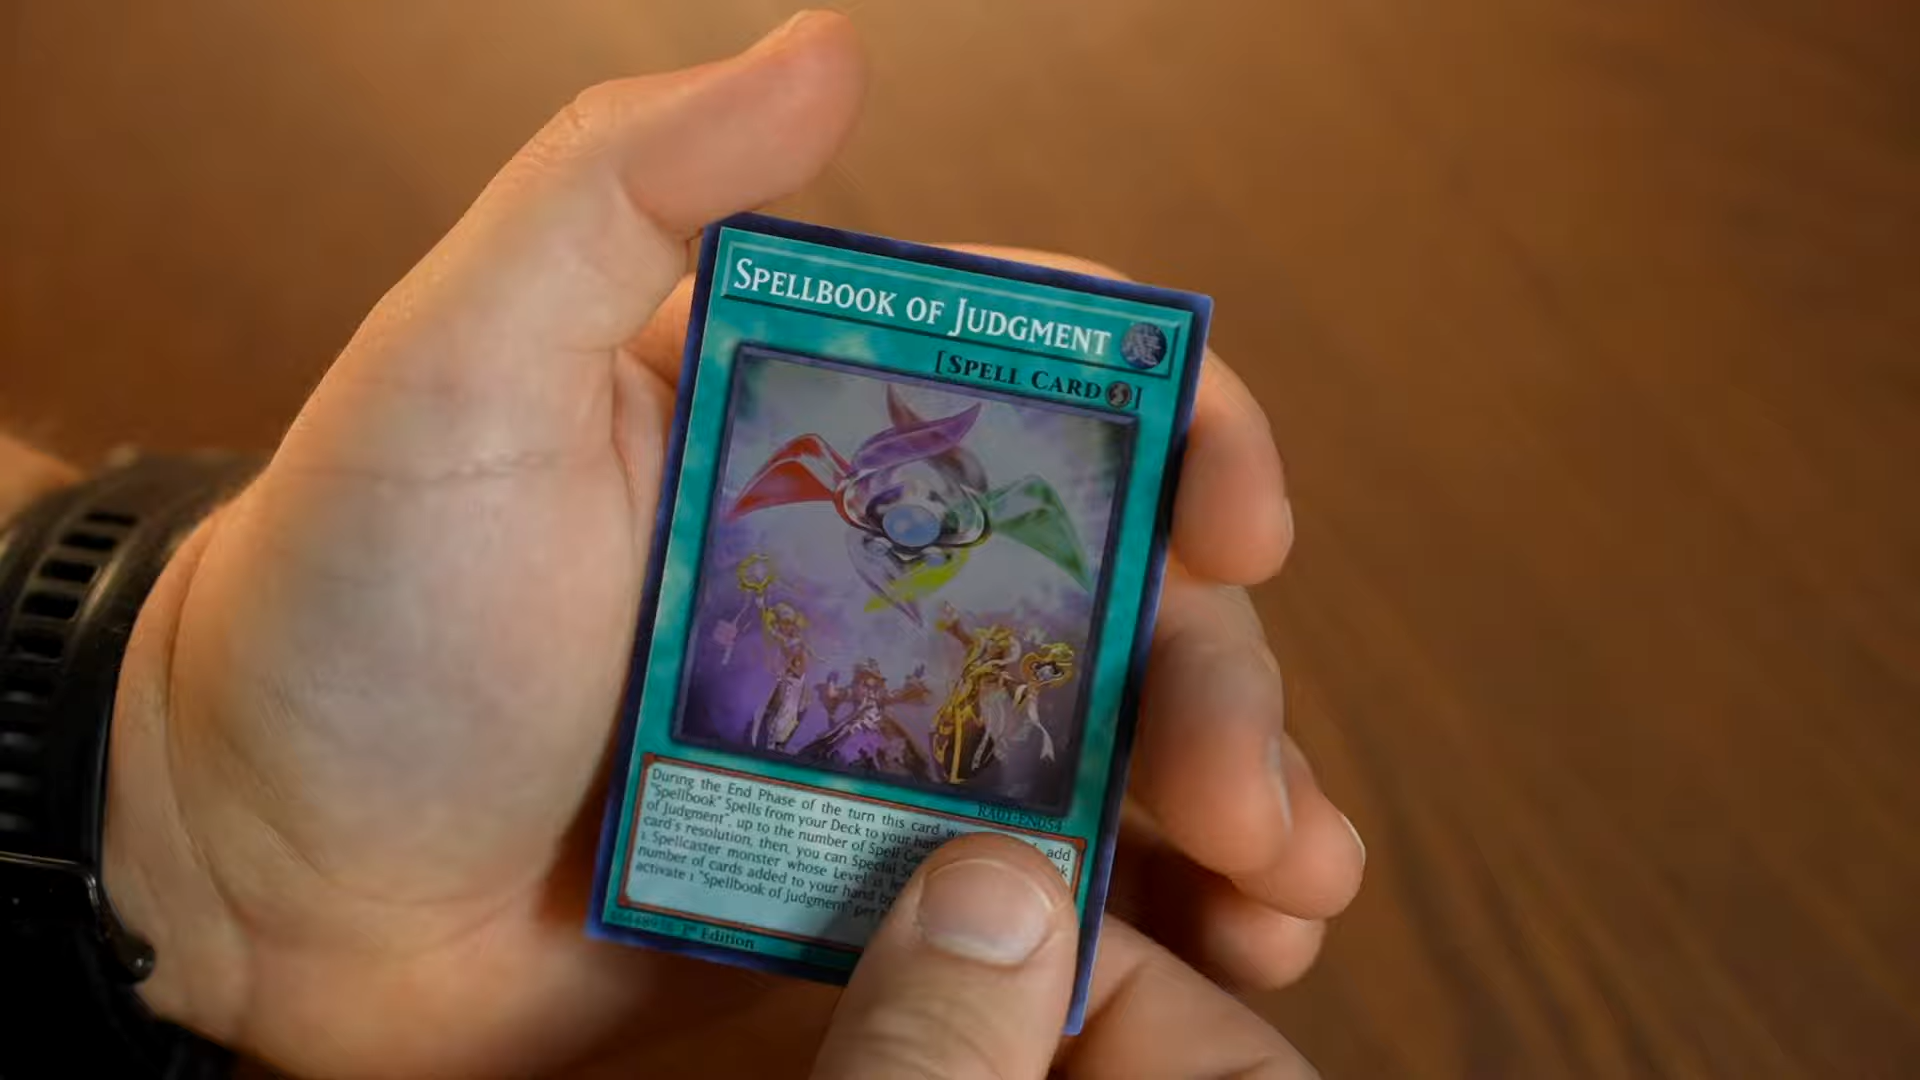 SPELLBOOK OF JUDGMENT
[SPELL CARD]
RA01-EN054
During the End Phase of the turn this card w add
"Spellbook" Spells from your Deck to your han
of Judgment", up to the number of Spell Ca
card's resolution, then, you can Special S
1 Spellcaster monster whose Level is
number of cards added to your hand by
activate 1 "Spellbook of Judgment" per
1st Edition